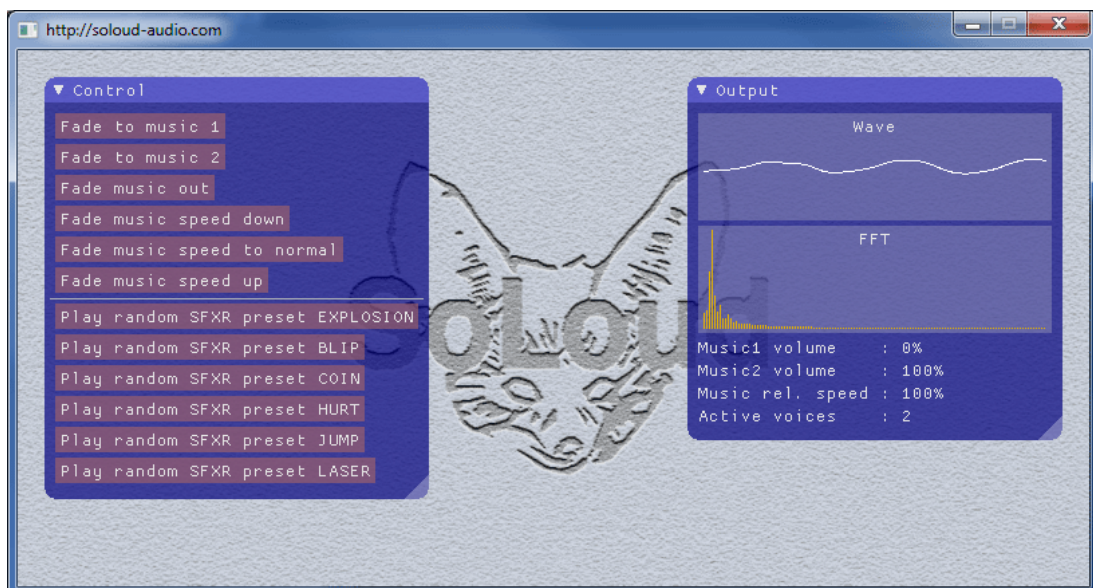 http://soloud-audio.com
Control
Fade to music 1
Fade to music 2
Fade music out
Fade music speed down
Fade music speed to normal
Fade music speed up
Play random SFXR preset EXPLOSION
Play random SFXR preset BLIP
Play random SFXR preset COIN
Play random SFXR preset HURT
Play random SFXR preset JUMP
Play random SFXR preset LASER
SoLoud
Output
Wave
FFT
Music1 volume : 0%
Music2 volume : 100%
Music rel. speed : 100%
Active voices : 2